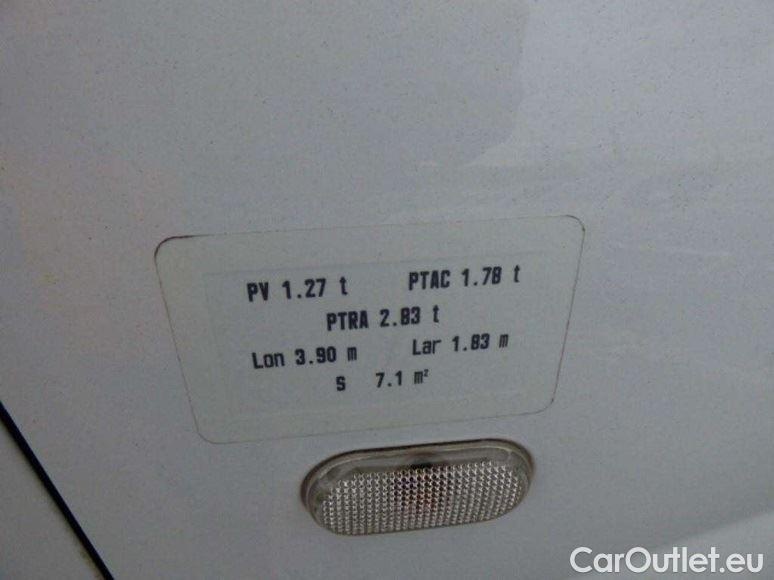 PV 1.27 t PTAC 1.78 t
PTRA 2.83 t
Lon 3.90 m Lar 1.83 m
S 7.1 m²
CarOutlet.eu